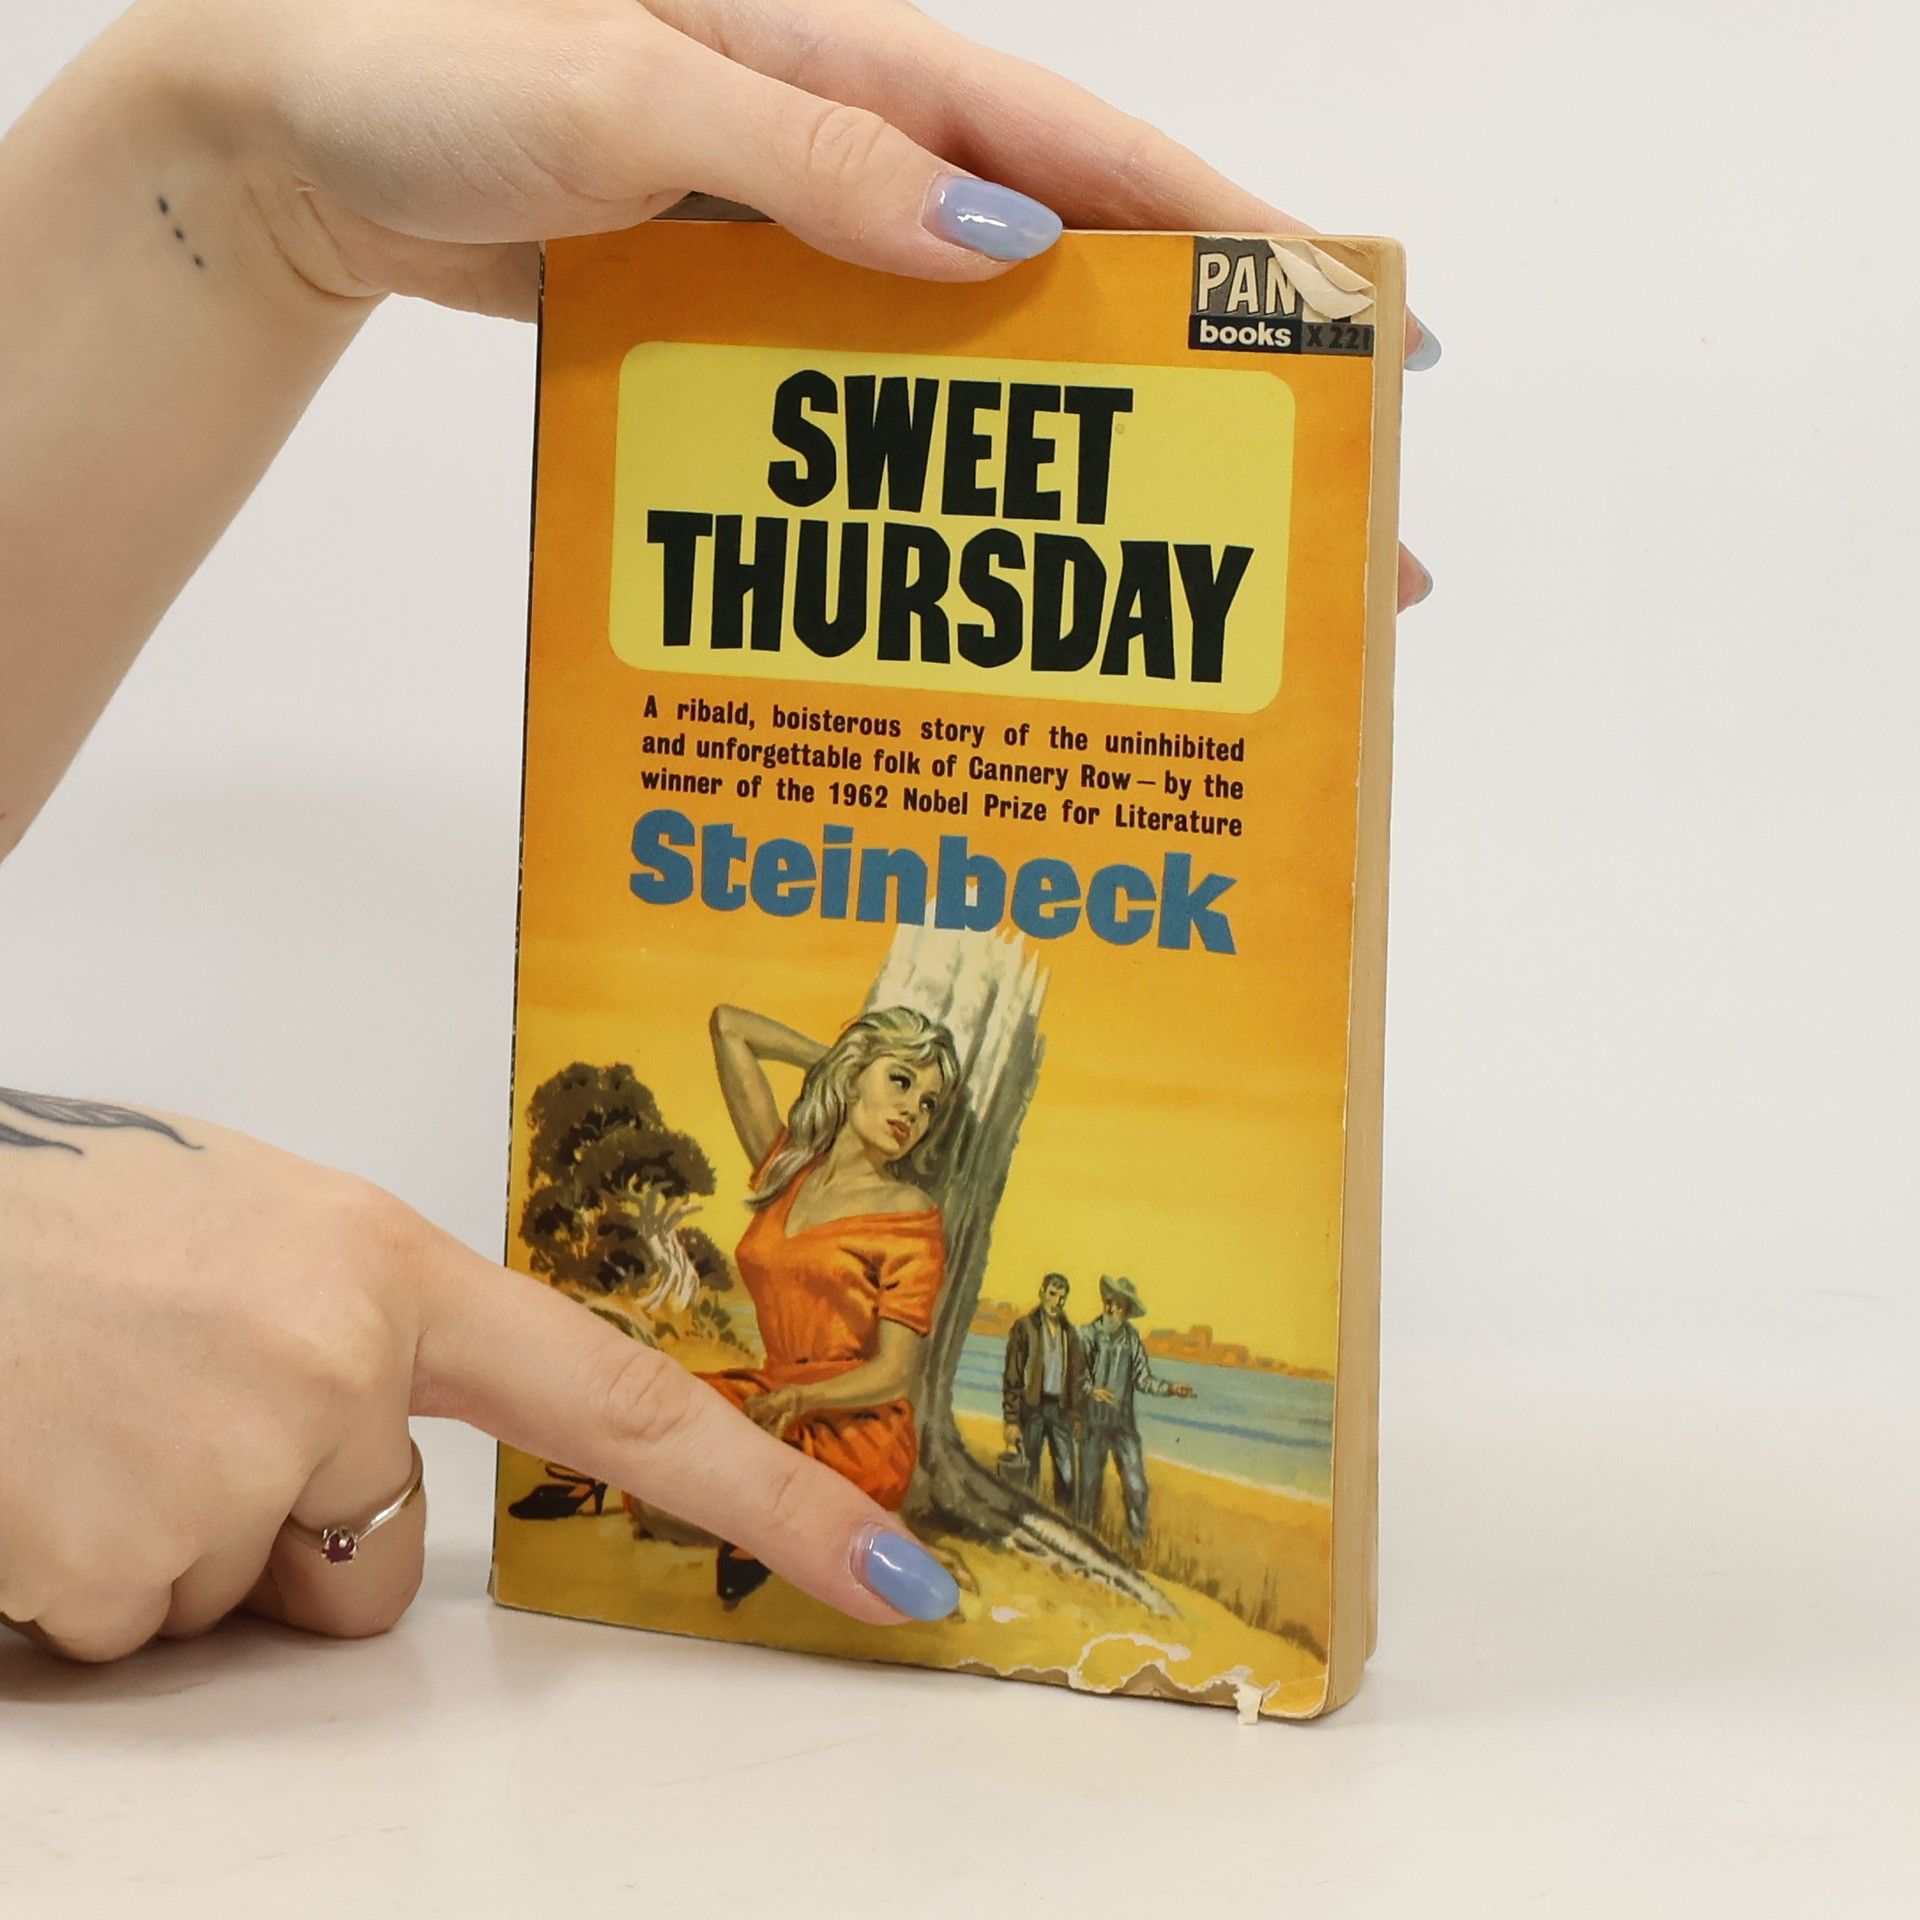 PAN
books X 221
SWEET
THURSDAY
A ribald, boisterous story of the uninhibited
and unforgettable folk of Cannery Row — by the
winner of the 1962 Nobel Prize for Literature
Steinbeck